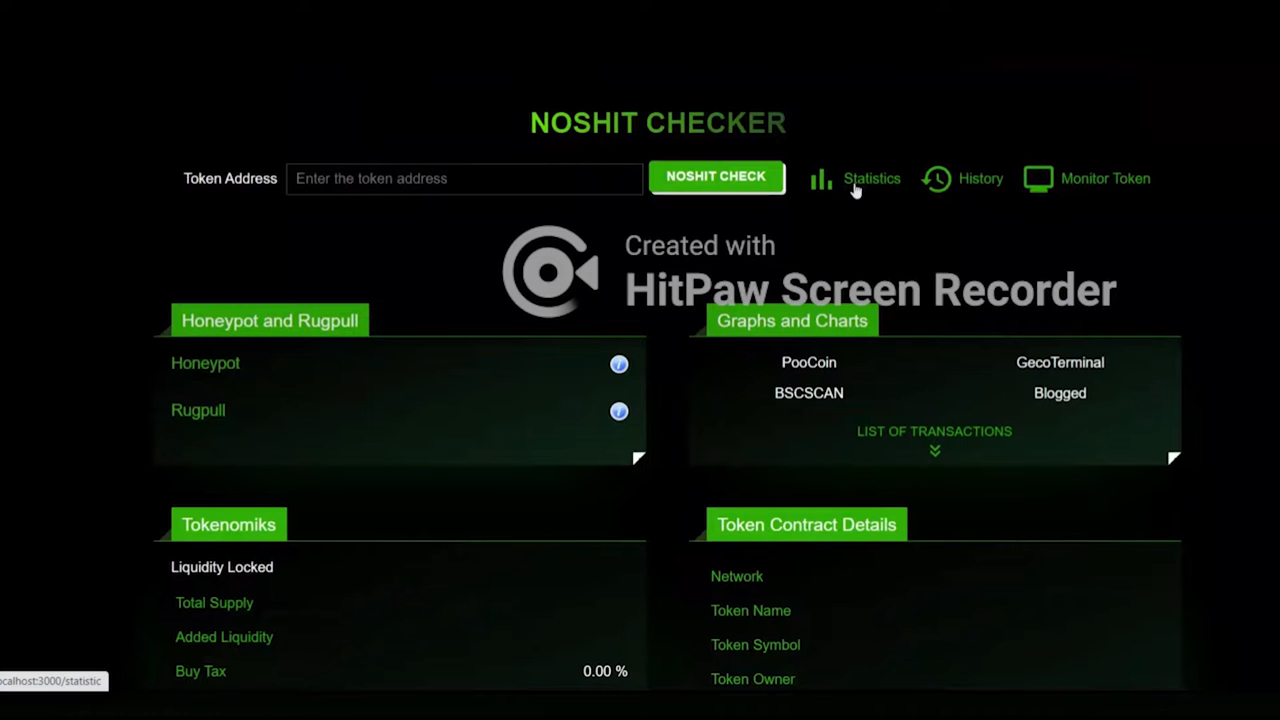 NOSHIT CHECKER
Token Address
Enter the token address
NOSHIT CHECK
Statistics
History
Monitor Token
Created with
HitPaw Screen Recorder
Honeypot and Rugpull
Honeypot
Rugpull
Graphs and Charts
PooCoin
GecoTerminal
BSCSCAN
Blogged
LIST OF TRANSACTIONS
Tokenomiks
Liquidity Locked
Total Supply
Added Liquidity
Buy Tax 0.00 %
Token Contract Details
Network
Token Name
Token Symbol
Token Owner
ocalhost:3000/statistic